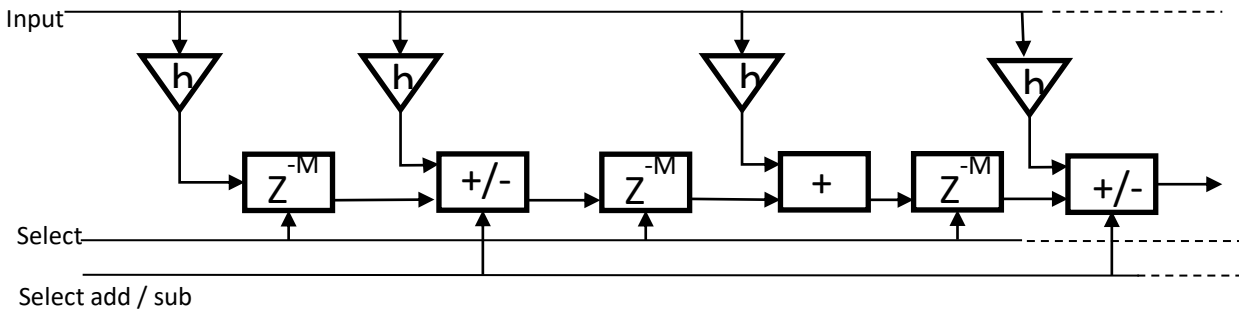 Input
h h h h
Z-M +/- Z-M + Z-M +/-
Select
Select add / sub